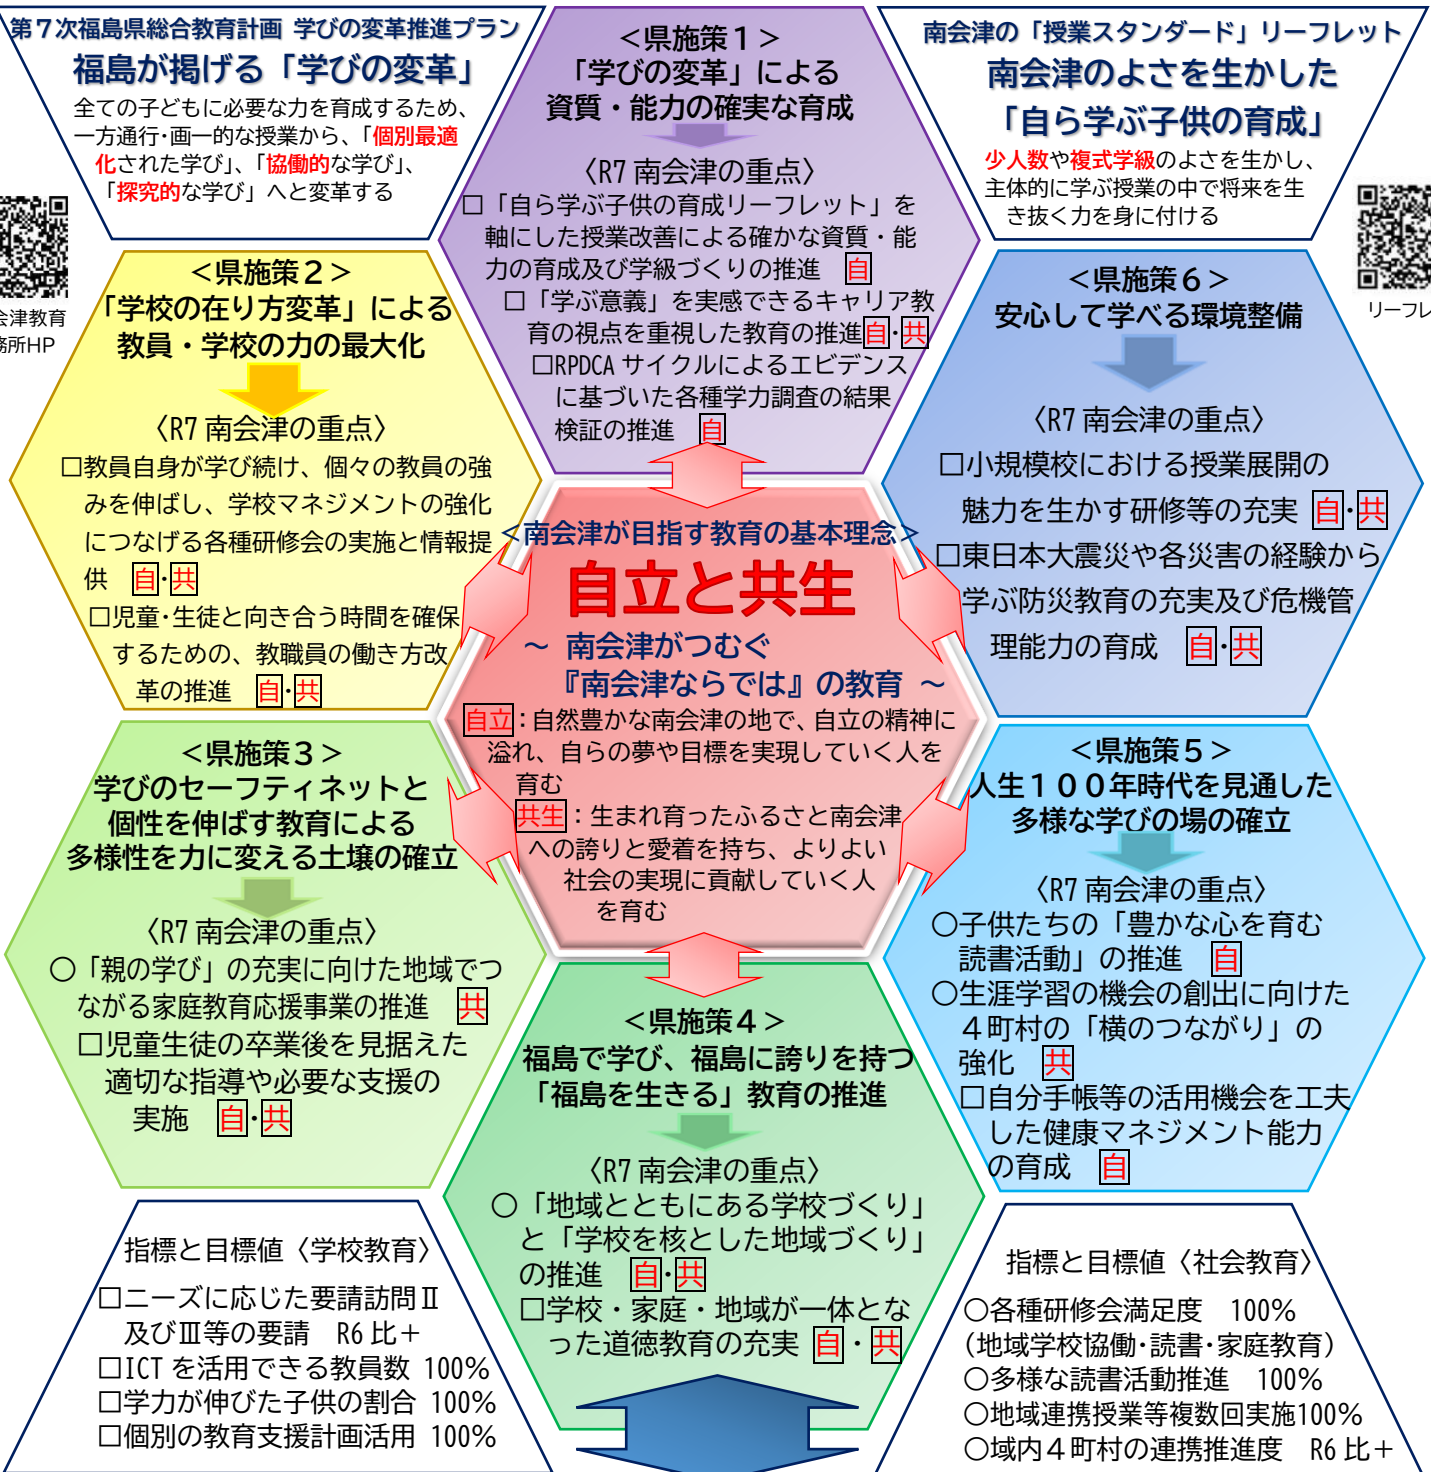 第７次福島県総合教育計画 学びの変革推進プラン
福島が掲げる「学びの変革」
全ての子どもに必要な力を育成するため、
一方通行・画一的な授業から、「個別最適
化された学び」、「協働的な学び」、
「探究的な学び」へと変革する
＜県施策１＞
「学びの変革」による
資質・能力の確実な育成
〈R7 南会津の重点〉
□「自ら学ぶ子供の育成リーフレット」を
軸にした授業改善による確かな資質・能
力の育成及び学級づくりの推進　自
□「学ぶ意義」を実感できるキャリア教
育の視点を重視した教育の推進自・共
□RPDCA サイクルによるエビデンス
に基づいた各種学力調査の結果
検証の推進　自
南会津の「授業スタンダード」リーフレット
南会津のよさを生かした
「自ら学ぶ子供の育成」
少人数や複式学級のよさを生かし、
主体的に学ぶ授業の中で将来を生
き抜く力を身に付ける
会津教育
務所HP
リーフレ
＜県施策２＞
「学校の在り方変革」による
教員・学校の力の最大化
〈R7 南会津の重点〉
□教員自身が学び続け、個々の教員の強
みを伸ばし、学校マネジメントの強化
につなげる各種研修会の実施と情報提
供　自・共
□児童・生徒と向き合う時間を確保
するための、教職員の働き方改
革の推進　自・共
＜県施策６＞
安心して学べる環境整備
〈R7 南会津の重点〉
□小規模校における授業展開の
魅力を生かす研修等の充実 自・共
□東日本大震災や各災害の経験から
学ぶ防災教育の充実及び危機管
理能力の育成　自・共
＜南会津が目指す教育の基本理念＞
自立と共生
～ 南会津がつむぐ
『南会津ならでは』の教育 ～
自立：自然豊かな南会津の地で、自立の精神に
溢れ、自らの夢や目標を実現していく人を
育む
共生：生まれ育ったふるさと南会津
への誇りと愛着を持ち、よりよい
社会の実現に貢献していく人
を育む
＜県施策３＞
学びのセーフティネットと
個性を伸ばす教育による
多様性を力に変える土壌の確立
〈R7 南会津の重点〉
○「親の学び」の充実に向けた地域でつ
ながる家庭教育応援事業の推進　共
□児童生徒の卒業後を見据えた
適切な指導や必要な支援の
実施　自・共
＜県施策５＞
人生１００年時代を見通した
多様な学びの場の確立
〈R7 南会津の重点〉
○子供たちの「豊かな心を育む
読書活動」の推進　自
○生涯学習の機会の創出に向けた
４町村の「横のつながり」の
強化　共
□自分手帳等の活用機会を工夫
した健康マネジメント能力
の育成　自
＜県施策４＞
福島で学び、福島に誇りを持つ
「福島を生きる」教育の推進
〈R7 南会津の重点〉
○「地域とともにある学校づくり」
と「学校を核とした地域づくり」
の推進　自・共
□学校・家庭・地域が一体とな
った道徳教育の充実 自・共
指標と目標値〈学校教育〉
□ニーズに応じた要請訪問Ⅱ
及びⅢ等の要請　R6 比＋
□ICT を活用できる教員数 100%
□学力が伸びた子供の割合 100%
□個別の教育支援計画活用 100%
指標と目標値〈社会教育〉
○各種研修会満足度　100%
（地域学校協働・読書・家庭教育）
○多様な読書活動推進　100%
○地域連携授業等複数回実施100%
○域内４町村の連携推進度　R6 比＋